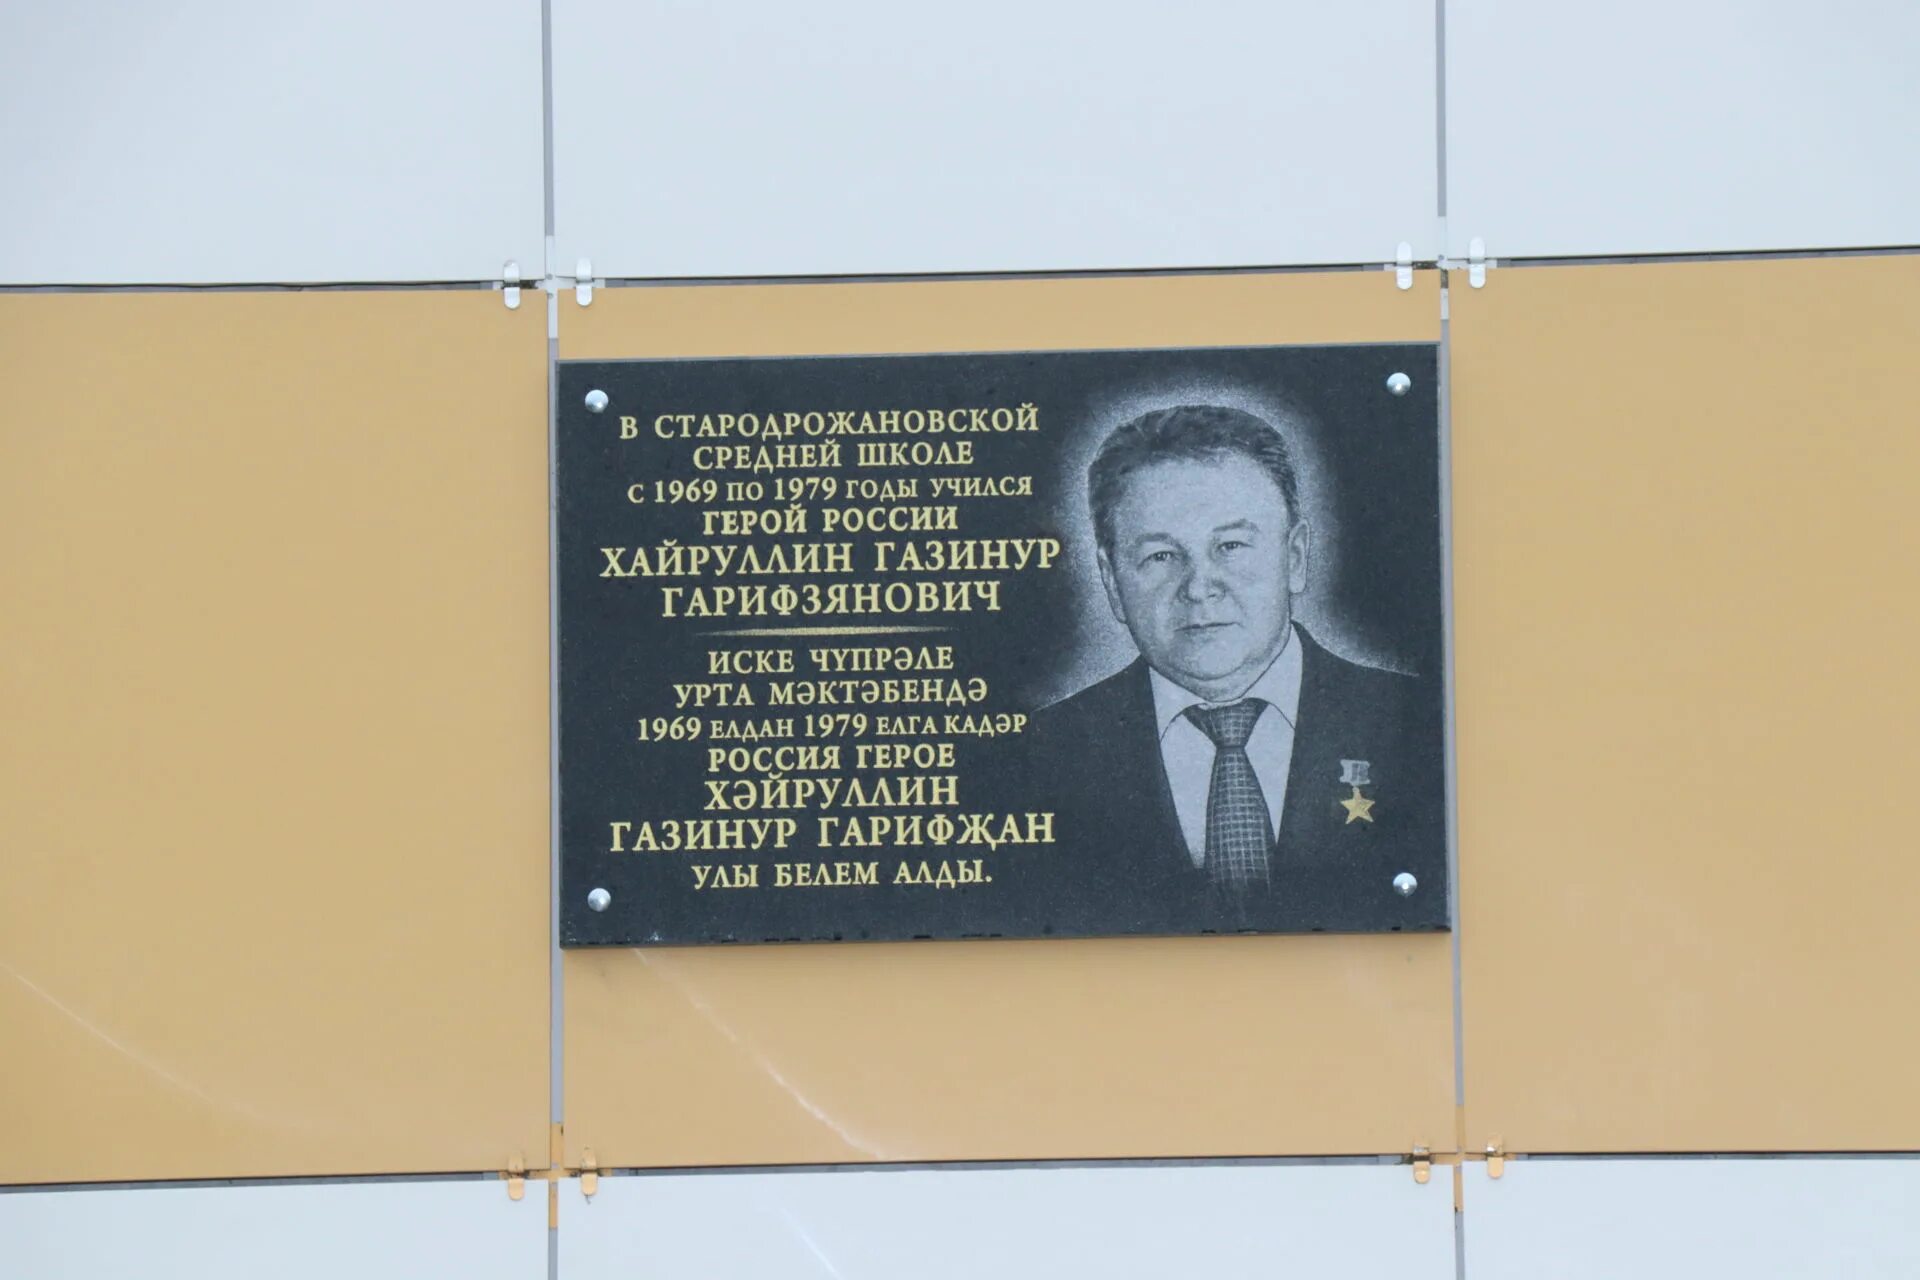 В СТАРОДРОЖАНОВСКОЙ
СРЕДНЕЙ ШКОЛЕ
С 1969 ПО 1979 ГОДЫ УЧИЛСЯ
ГЕРОЙ РОССИИ
ХАЙРУЛЛИН ГАЗИНУР
ГАРИФЗЯНОВИЧ
ИСКЕ ЧҮПРӘЛЕ
УРТА МӘКТӘБЕНДӘ
1969 ЕЛДАН 1979 ЕЛГА КАДӘР
РОССИЯ ГЕРОЕ
ХӘЙРУЛЛИН
ГАЗИНУР ГАРИФҖАН
УЛЫ БЕЛЕМ АЛДЫ.